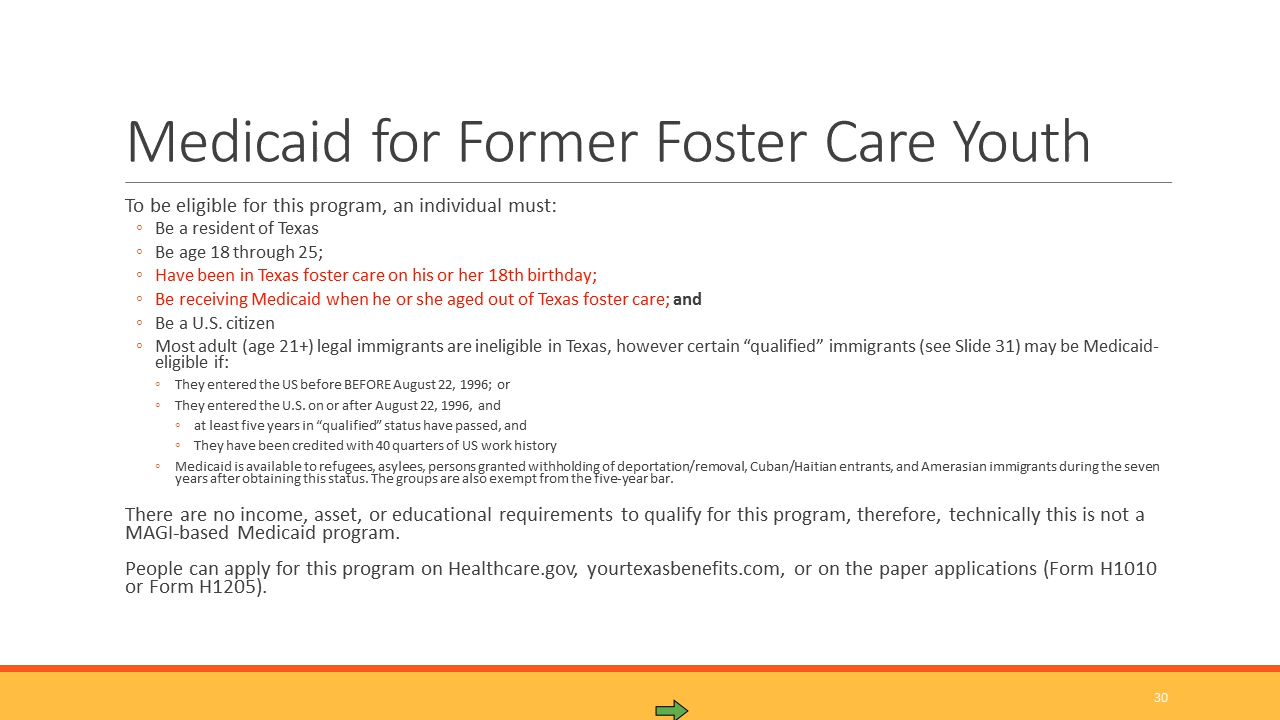 Medicaid for Former Foster Care Youth
To be eligible for this program, an individual must:
◦ Be a resident of Texas
◦ Be age 18 through 25;
◦ Have been in Texas foster care on his or her 18th birthday;
◦ Be receiving Medicaid when he or she aged out of Texas foster care; and
◦ Be a U.S. citizen
◦ Most adult (age 21+) legal immigrants are ineligible in Texas, however certain “qualified” immigrants (see Slide 31) may be Medicaid-
eligible if:
◦ They entered the US before BEFORE August 22, 1996; or
◦ They entered the U.S. on or after August 22, 1996, and
◦ at least five years in “qualified” status have passed, and
◦ They have been credited with 40 quarters of US work history
◦ Medicaid is available to refugees, asylees, persons granted withholding of deportation/removal, Cuban/Haitian entrants, and Amerasian immigrants during the seven
years after obtaining this status. The groups are also exempt from the five-year bar.
There are no income, asset, or educational requirements to qualify for this program, therefore, technically this is not a
MAGI-based Medicaid program.
People can apply for this program on Healthcare.gov, yourtexasbenefits.com, or on the paper applications (Form H1010
or Form H1205).
30